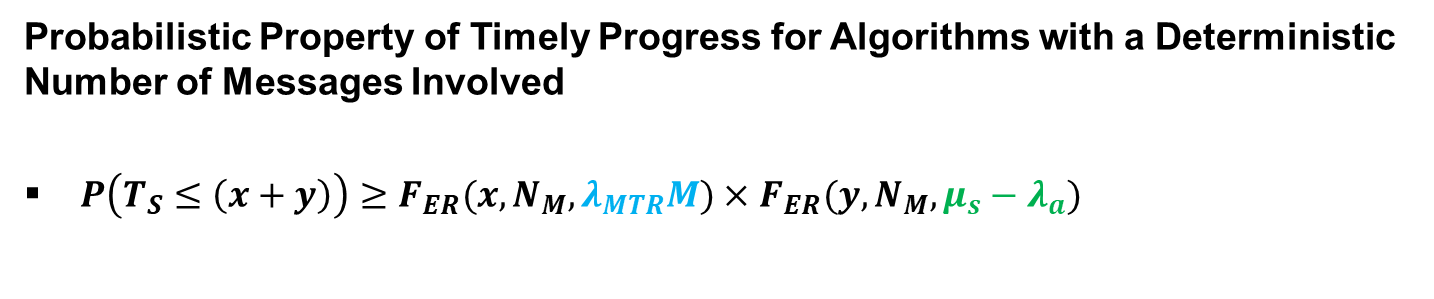 Probabilistic Property of Timely Progress for Algorithms with a Deterministic
Number of Messages Involved
▪ P(T_S ≤ (x + y)) ≥ F_ER(x, N_M, λ_MTR M) × F_ER(y, N_M, μ_s − λ_a)